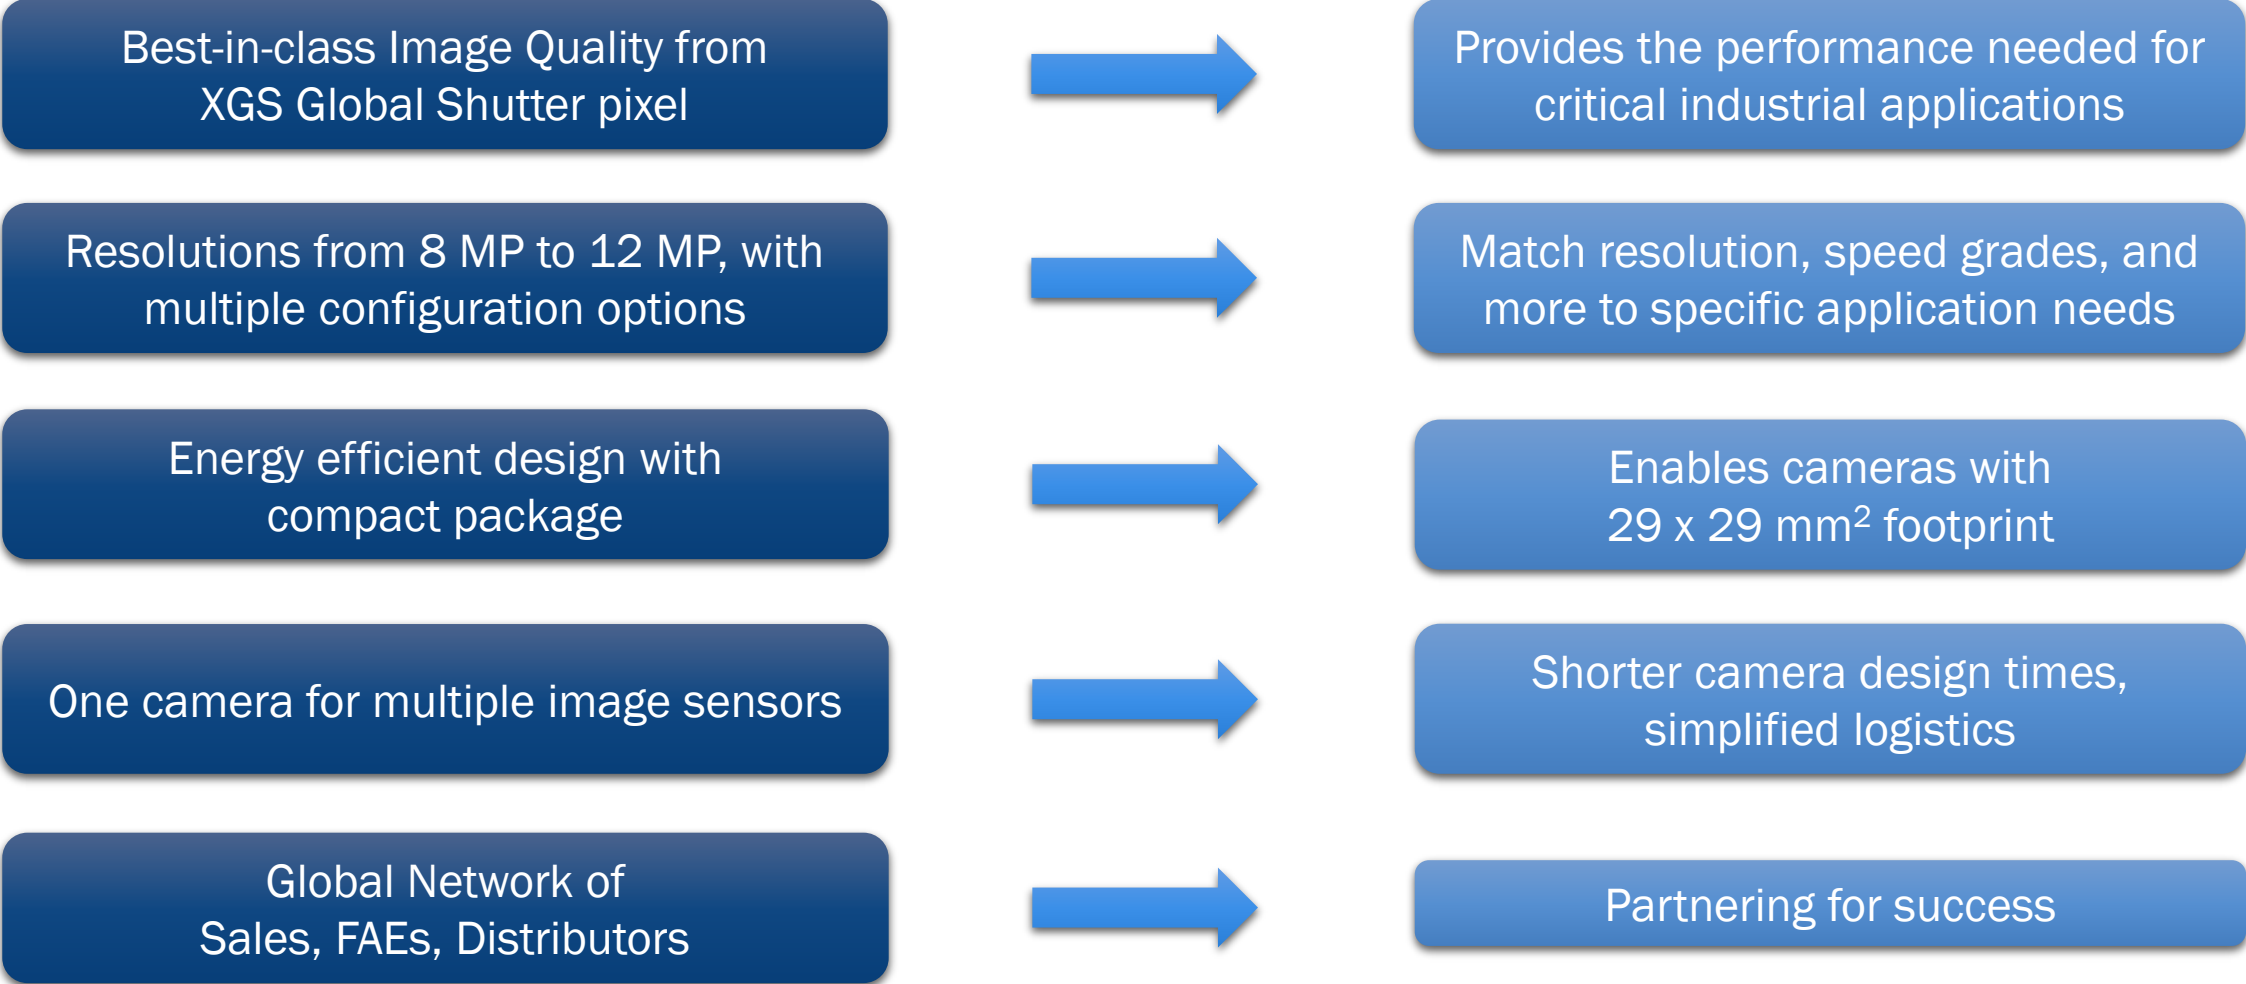 Best-in-class Image Quality from
XGS Global Shutter pixel
Provides the performance needed for
critical industrial applications
Resolutions from 8 MP to 12 MP, with
multiple configuration options
Match resolution, speed grades, and
more to specific application needs
Energy efficient design with
compact package
Enables cameras with
29 x 29 mm² footprint
One camera for multiple image sensors
Shorter camera design times,
simplified logistics
Global Network of
Sales, FAEs, Distributors
Partnering for success